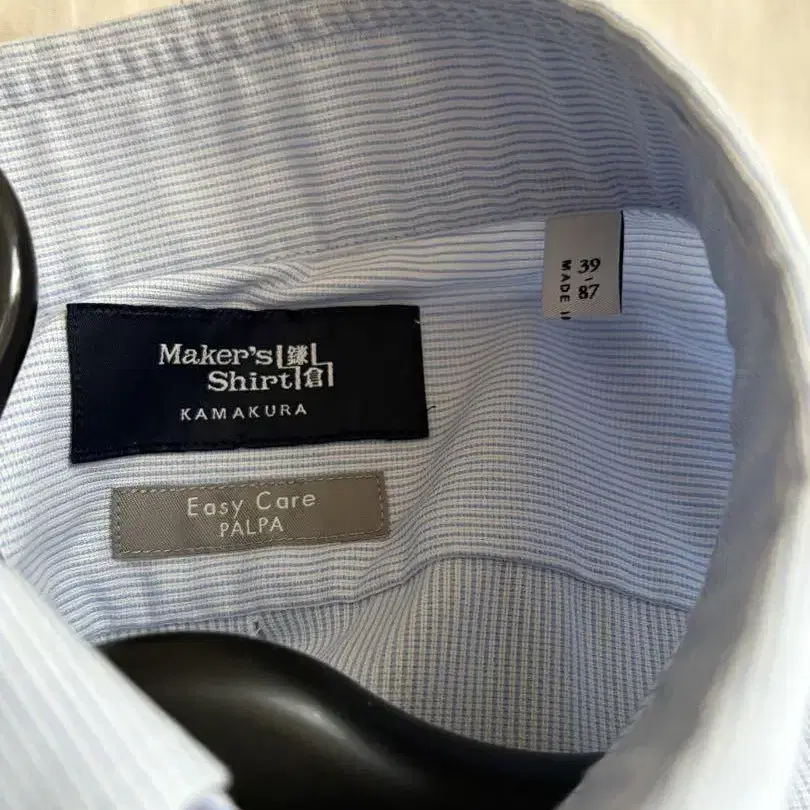 Maker's 鎌
Shirt 倉
KAMAKURA
Easy Care
PALPA
39
-
87
MADE I